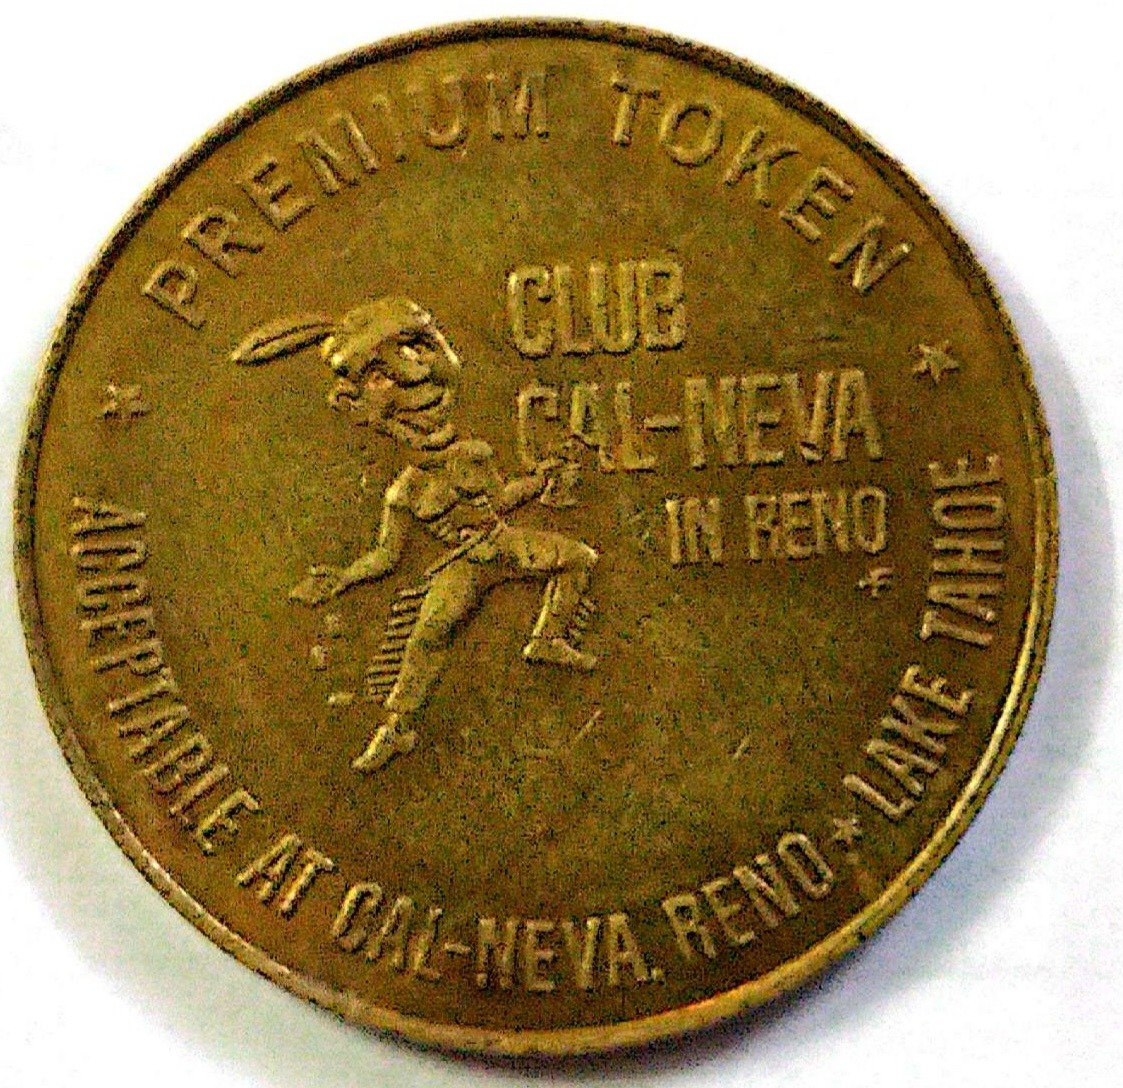 PREMIUM TOKEN
CLUB
CAL-NEVA
IN RENO
ACCEPTABLE AT CAL-NEVA, RENO * LAKE TAHOE